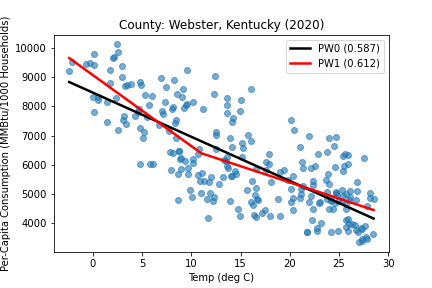 County: Webster, Kentucky (2020)
Per-Capita Consumption (MMBtu/1000 Households)
10000
9000
8000
7000
6000
5000
4000
PW0 (0.587)
PW1 (0.612)
0 5 10 15 20 25 30
Temp (deg C)